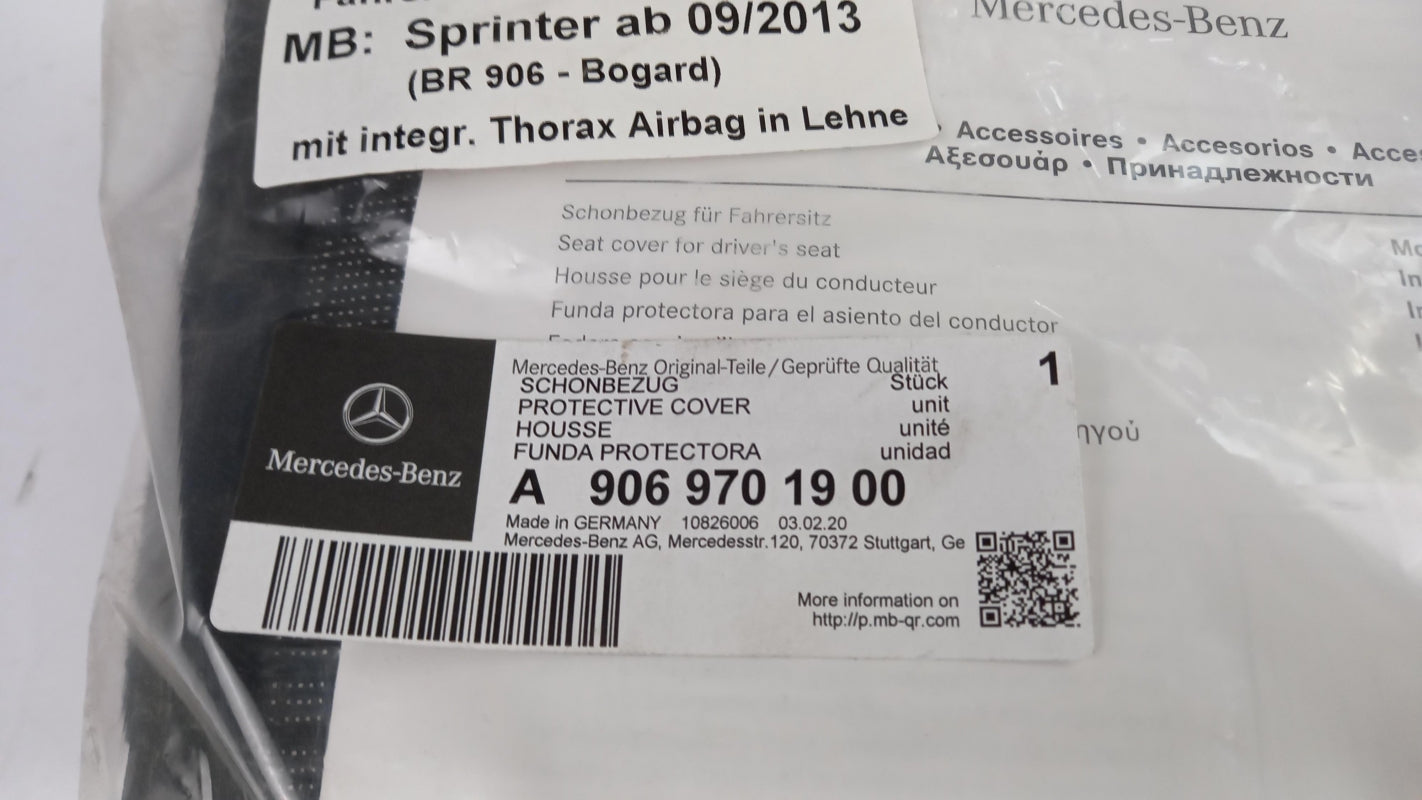 MB: Sprinter ab 09/2013
(BR 906 - Bogard)
mit integr. Thorax Airbag in Lehne
Mercedes-Benz
Accessoires • Accesorios •
Αξεσουάρ • Принадлежности
Schonbezug für Fahrersitz
Seat cover for driver's seat
Housse pour le siège du conducteur
Funda protectora para el asiento del conductor
Mercedes-Benz
Mercedes-Benz Original-Teile/Geprüfte Qualität 1
SCHONBEZUG Stück
PROTECTIVE COVER unit
HOUSSE unité
FUNDA PROTECTORA unidad
A 906 970 19 00
Made in GERMANY 10826006 03.02.20
Mercedes-Benz AG, Mercedesstr.120, 70372 Stuttgart, Ge
More information on
http://p.mb-qr.com